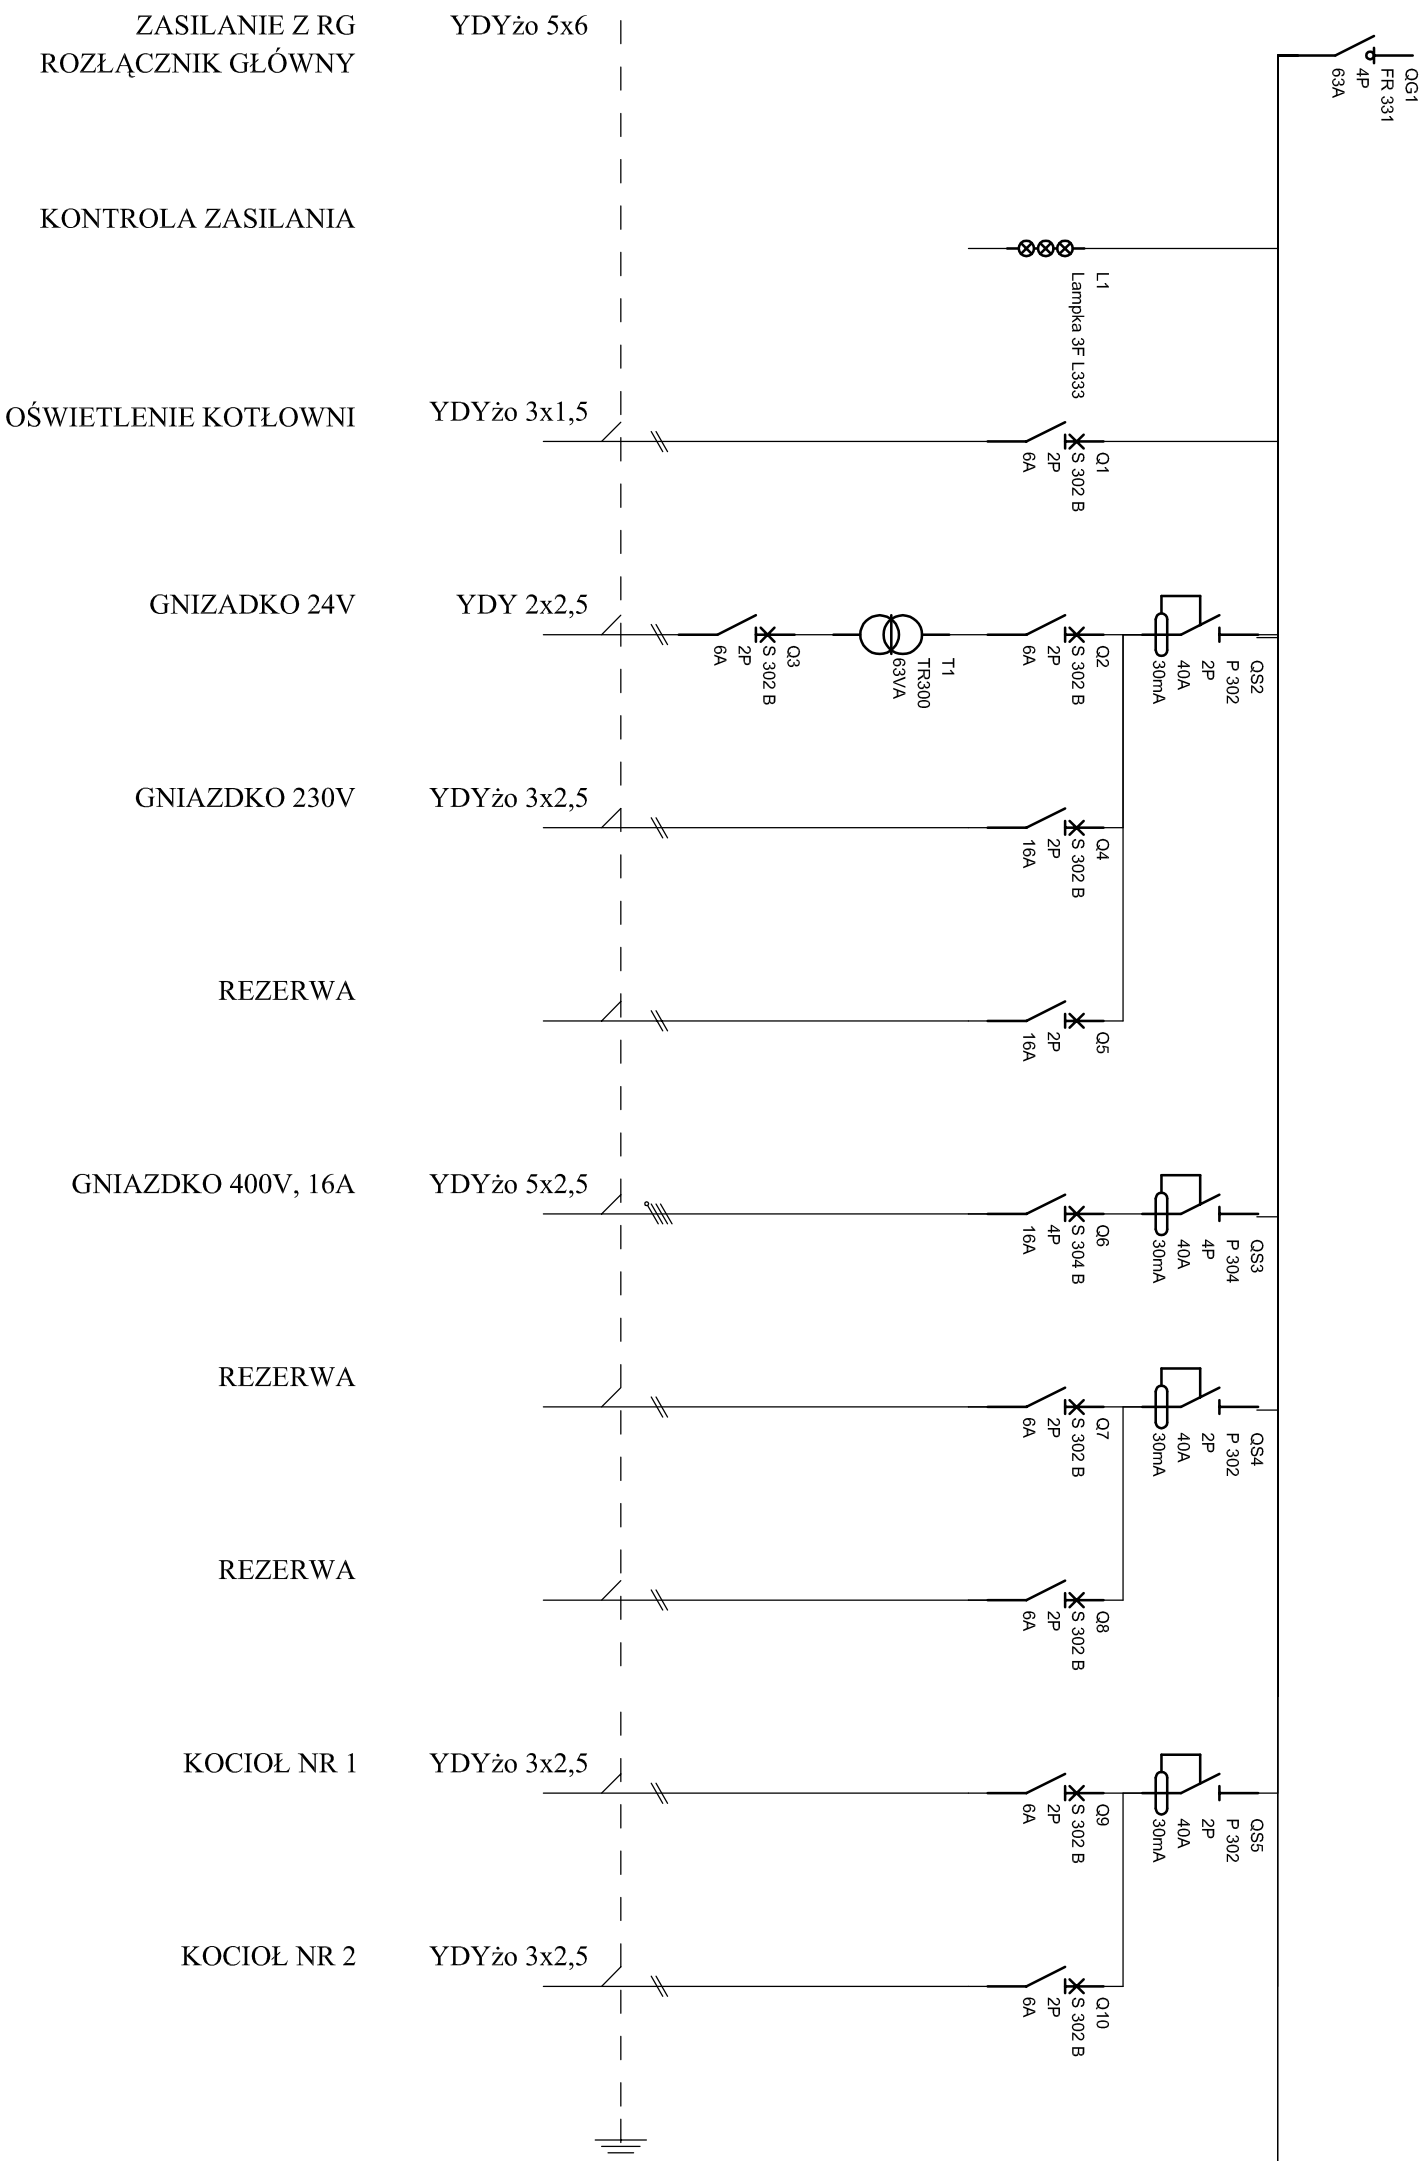 ZASILANIE Z RG
ROZŁĄCZNIK GŁÓWNY
YDYżo 5x6
QG1
FR 331
4P
63A
KONTROLA ZASILANIA
L1
Lampka 3F L333
OŚWIETLENIE KOTŁOWNI
YDYżo 3x1,5
Q1
S 302 B
2P
6A
GNIZADKO 24V
YDY 2x2,5
Q3
S 302 B
2P
6A
T1
TR300
63VA
Q2
S 302 B
2P
6A
QS2
P 302
2P
40A
30mA
GNIAZDKO 230V
YDYżo 3x2,5
Q4
S 302 B
2P
16A
REZERWA
Q5
2P
16A
GNIAZDKO 400V, 16A
YDYżo 5x2,5
Q6
S 304 B
4P
16A
QS3
P 304
4P
40A
30mA
REZERWA
Q7
S 302 B
2P
6A
QS4
P 302
2P
40A
30mA
REZERWA
Q8
S 302 B
2P
6A
KOCIOŁ NR 1
YDYżo 3x2,5
Q9
S 302 B
2P
6A
QS5
P 302
2P
40A
30mA
KOCIOŁ NR 2
YDYżo 3x2,5
Q10
S 302 B
2P
6A